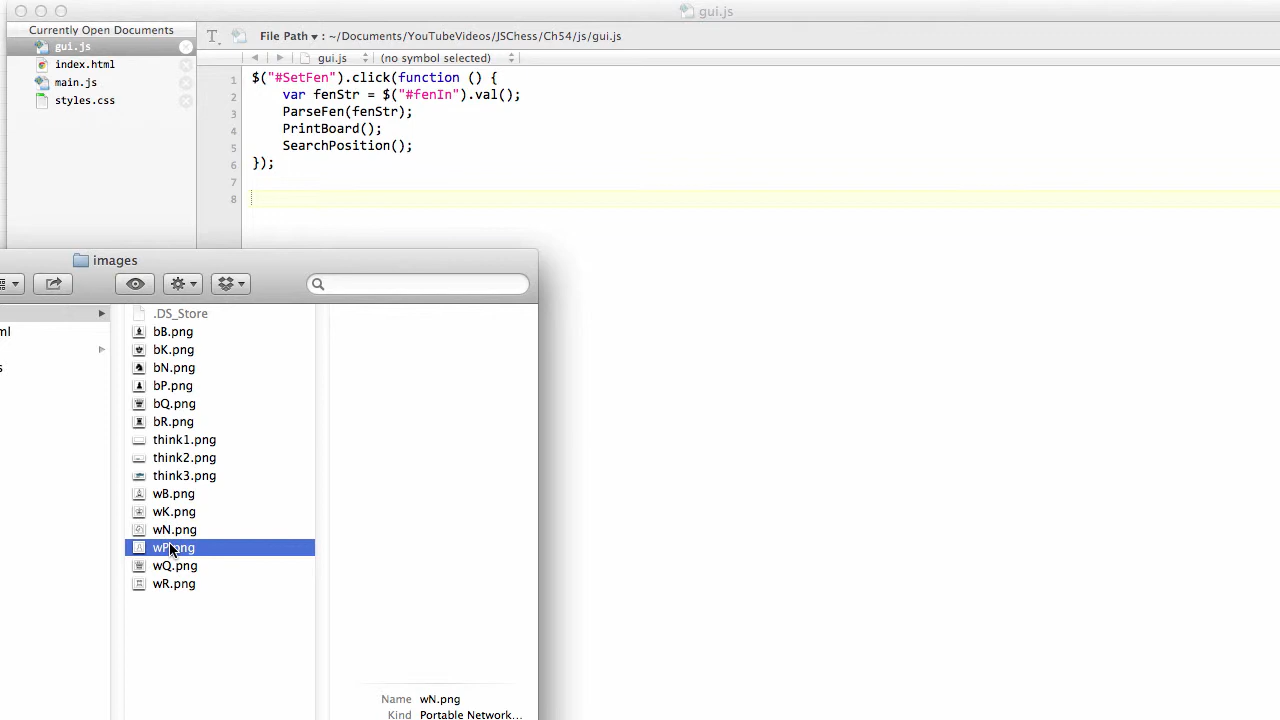 gui.js
Currently Open Documents
gui.js
index.html
main.js
styles.css
File Path ▾ : ~/Documents/YouTubeVideos/JSChess/Ch54/js/gui.js
gui.js (no symbol selected)
1 $("#SetFen").click(function () {
2 var fenStr = $("#fenIn").val();
3 ParseFen(fenStr);
4 PrintBoard();
5 SearchPosition();
6 });
7
8
images
ml
s
.DS_Store
bB.png
bK.png
bN.png
bP.png
bQ.png
bR.png
think1.png
think2.png
think3.png
wB.png
wK.png
wN.png
wP.png
wQ.png
wR.png
Name wN.png
Kind Portable Network...